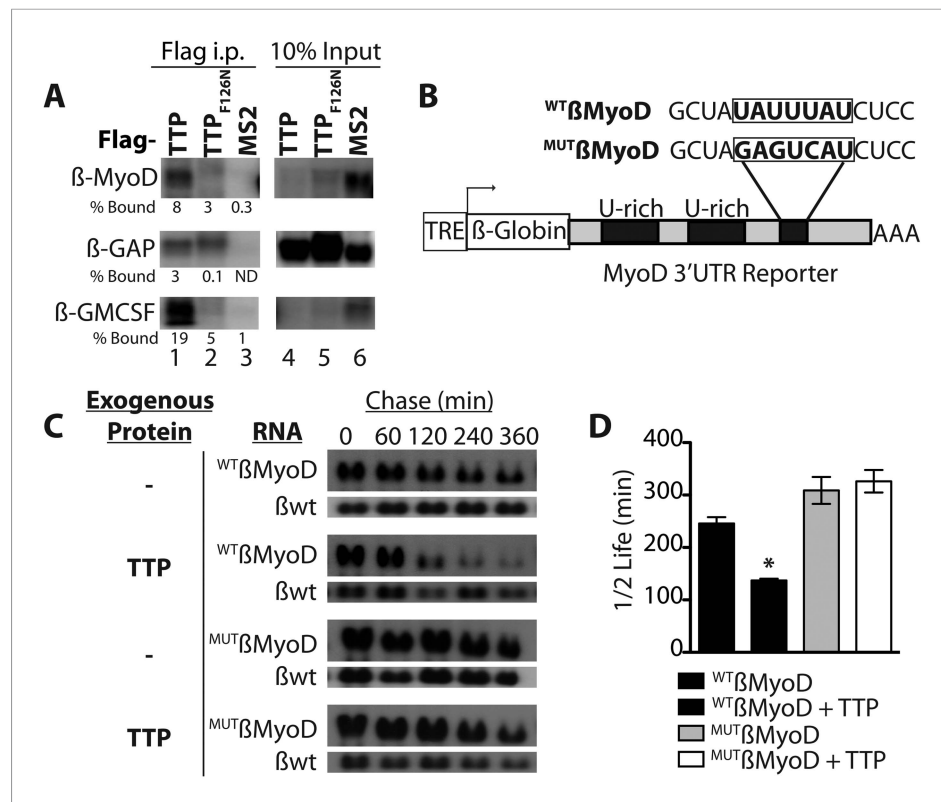 A
Flag i.p.
10% Input
Flag-
TTP
TTP F126N
MS2
TTP
TTP F126N
MS2
ß-MyoD
% Bound
8 3 0.3
ß-GAP
% Bound
3 0.1 ND
ß-GMCSF
% Bound
19 5 1
1 2 3 4 5 6
B
WTßMyoD GCUAUAUUUAUCUCC
MUTßMyoD GCUAGAGUCAUCUCC
TRE ß-Globin U-rich U-rich AAA
MyoD 3'UTR Reporter
C
Exogenous
Protein
RNA
Chase (min)
0 60 120 240 360
- WTßMyoD
ßwt
TTP WTßMyoD
ßwt
- MUTßMyoD
ßwt
TTP MUTßMyoD
ßwt
D
1/2 Life (min)
400
300
200
100
0
*
WTßMyoD
WTßMyoD + TTP
MUTßMyoD
MUTßMyoD + TTP